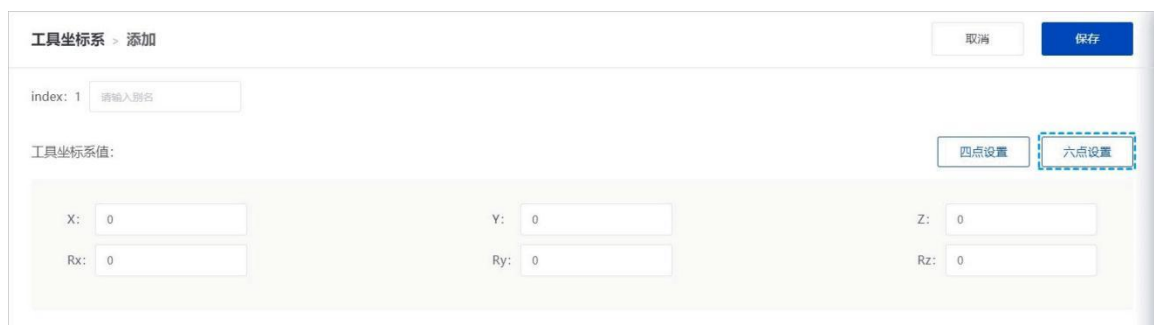 工具坐标系 > 添加 取消 保存
index: 1 请输入别名
工具坐标系值: 四点设置 六点设置
X: 0 Y: 0 Z: 0
Rx: 0 Ry: 0 Rz: 0